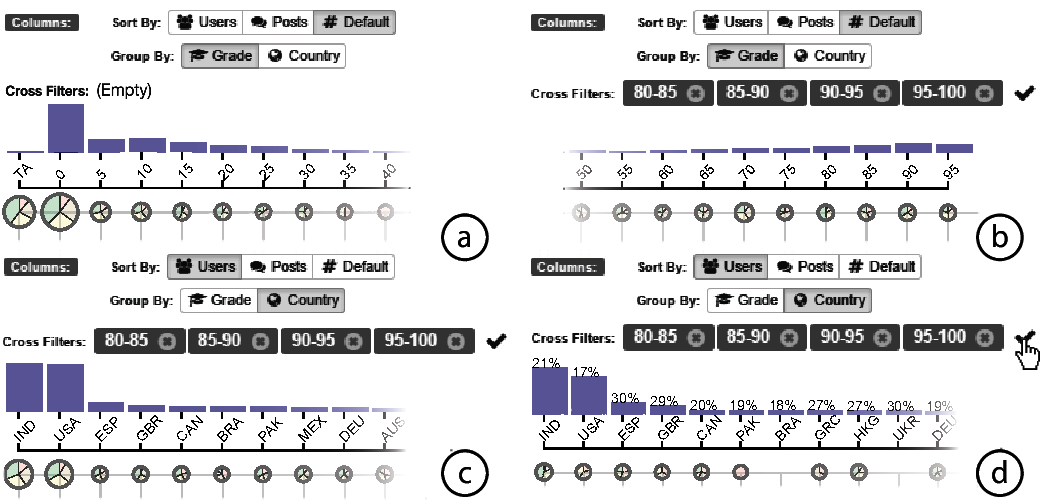 Columns: Sort By: Users Posts # Default
Group By: Grade Country
Cross Filters: (Empty)
TA 0 5 10 15 20 25 30 35 40
a
Columns: Sort By: Users Posts # Default
Group By: Grade Country
Cross Filters: 80-85 85-90 90-95 95-100
50 55 60 65 70 75 80 85 90 95
b
Columns: Sort By: Users Posts # Default
Group By: Grade Country
Cross Filters: 80-85 85-90 90-95 95-100
IND USA ESP GBR CAN BRA PAK MEX DEU AUS
c
Columns: Sort By: Users Posts # Default
Group By: Grade Country
Cross Filters: 80-85 85-90 90-95 95-100
21% 17% 30% 29% 20% 19% 18% 27% 27% 30% 19%
IND USA ESP GBR CAN PAK BRA GRC HKG UKR DEU
d